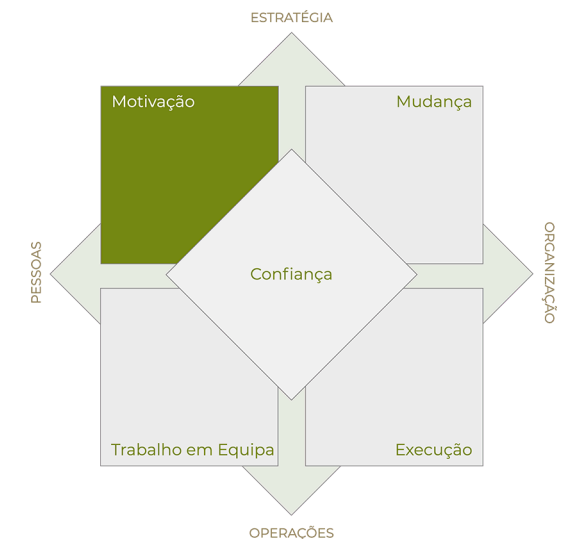 ESTRATÉGIA
Motivação
Mudança
PESSOAS
Confiança
ORGANIZAÇÃO
Trabalho em Equipa
Execução
OPERAÇÕES